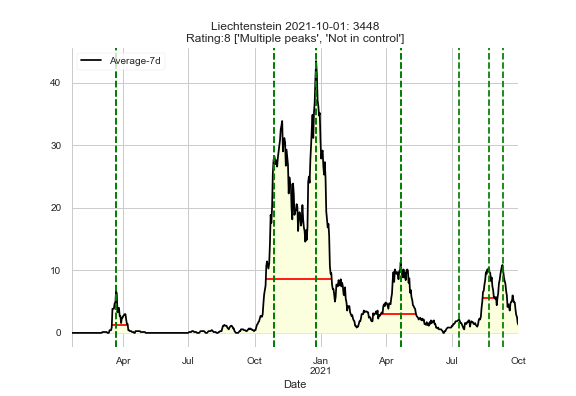 Liechtenstein 2021-10-01: 3448
Rating:8 ['Multiple peaks', 'Not in control']
Average-7d
40
30
20
10
0
Apr Jul Oct Jan Apr Jul Oct
2021
Date